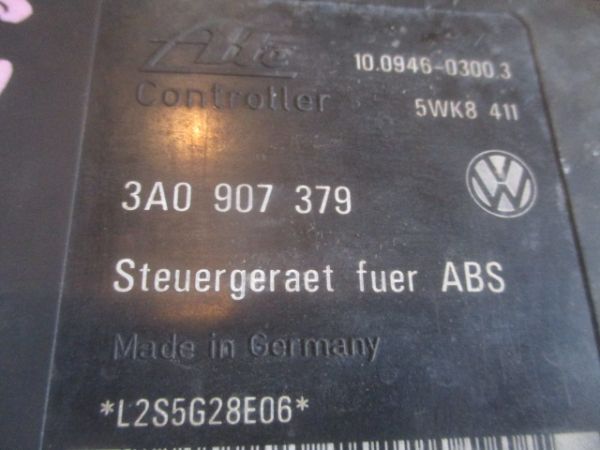 Ate 10.0946-0300.3
Controller 5WK8 411
3A0 907 379
Steuergeraet fuer ABS
Made in Germany
*L2S5G28E06*